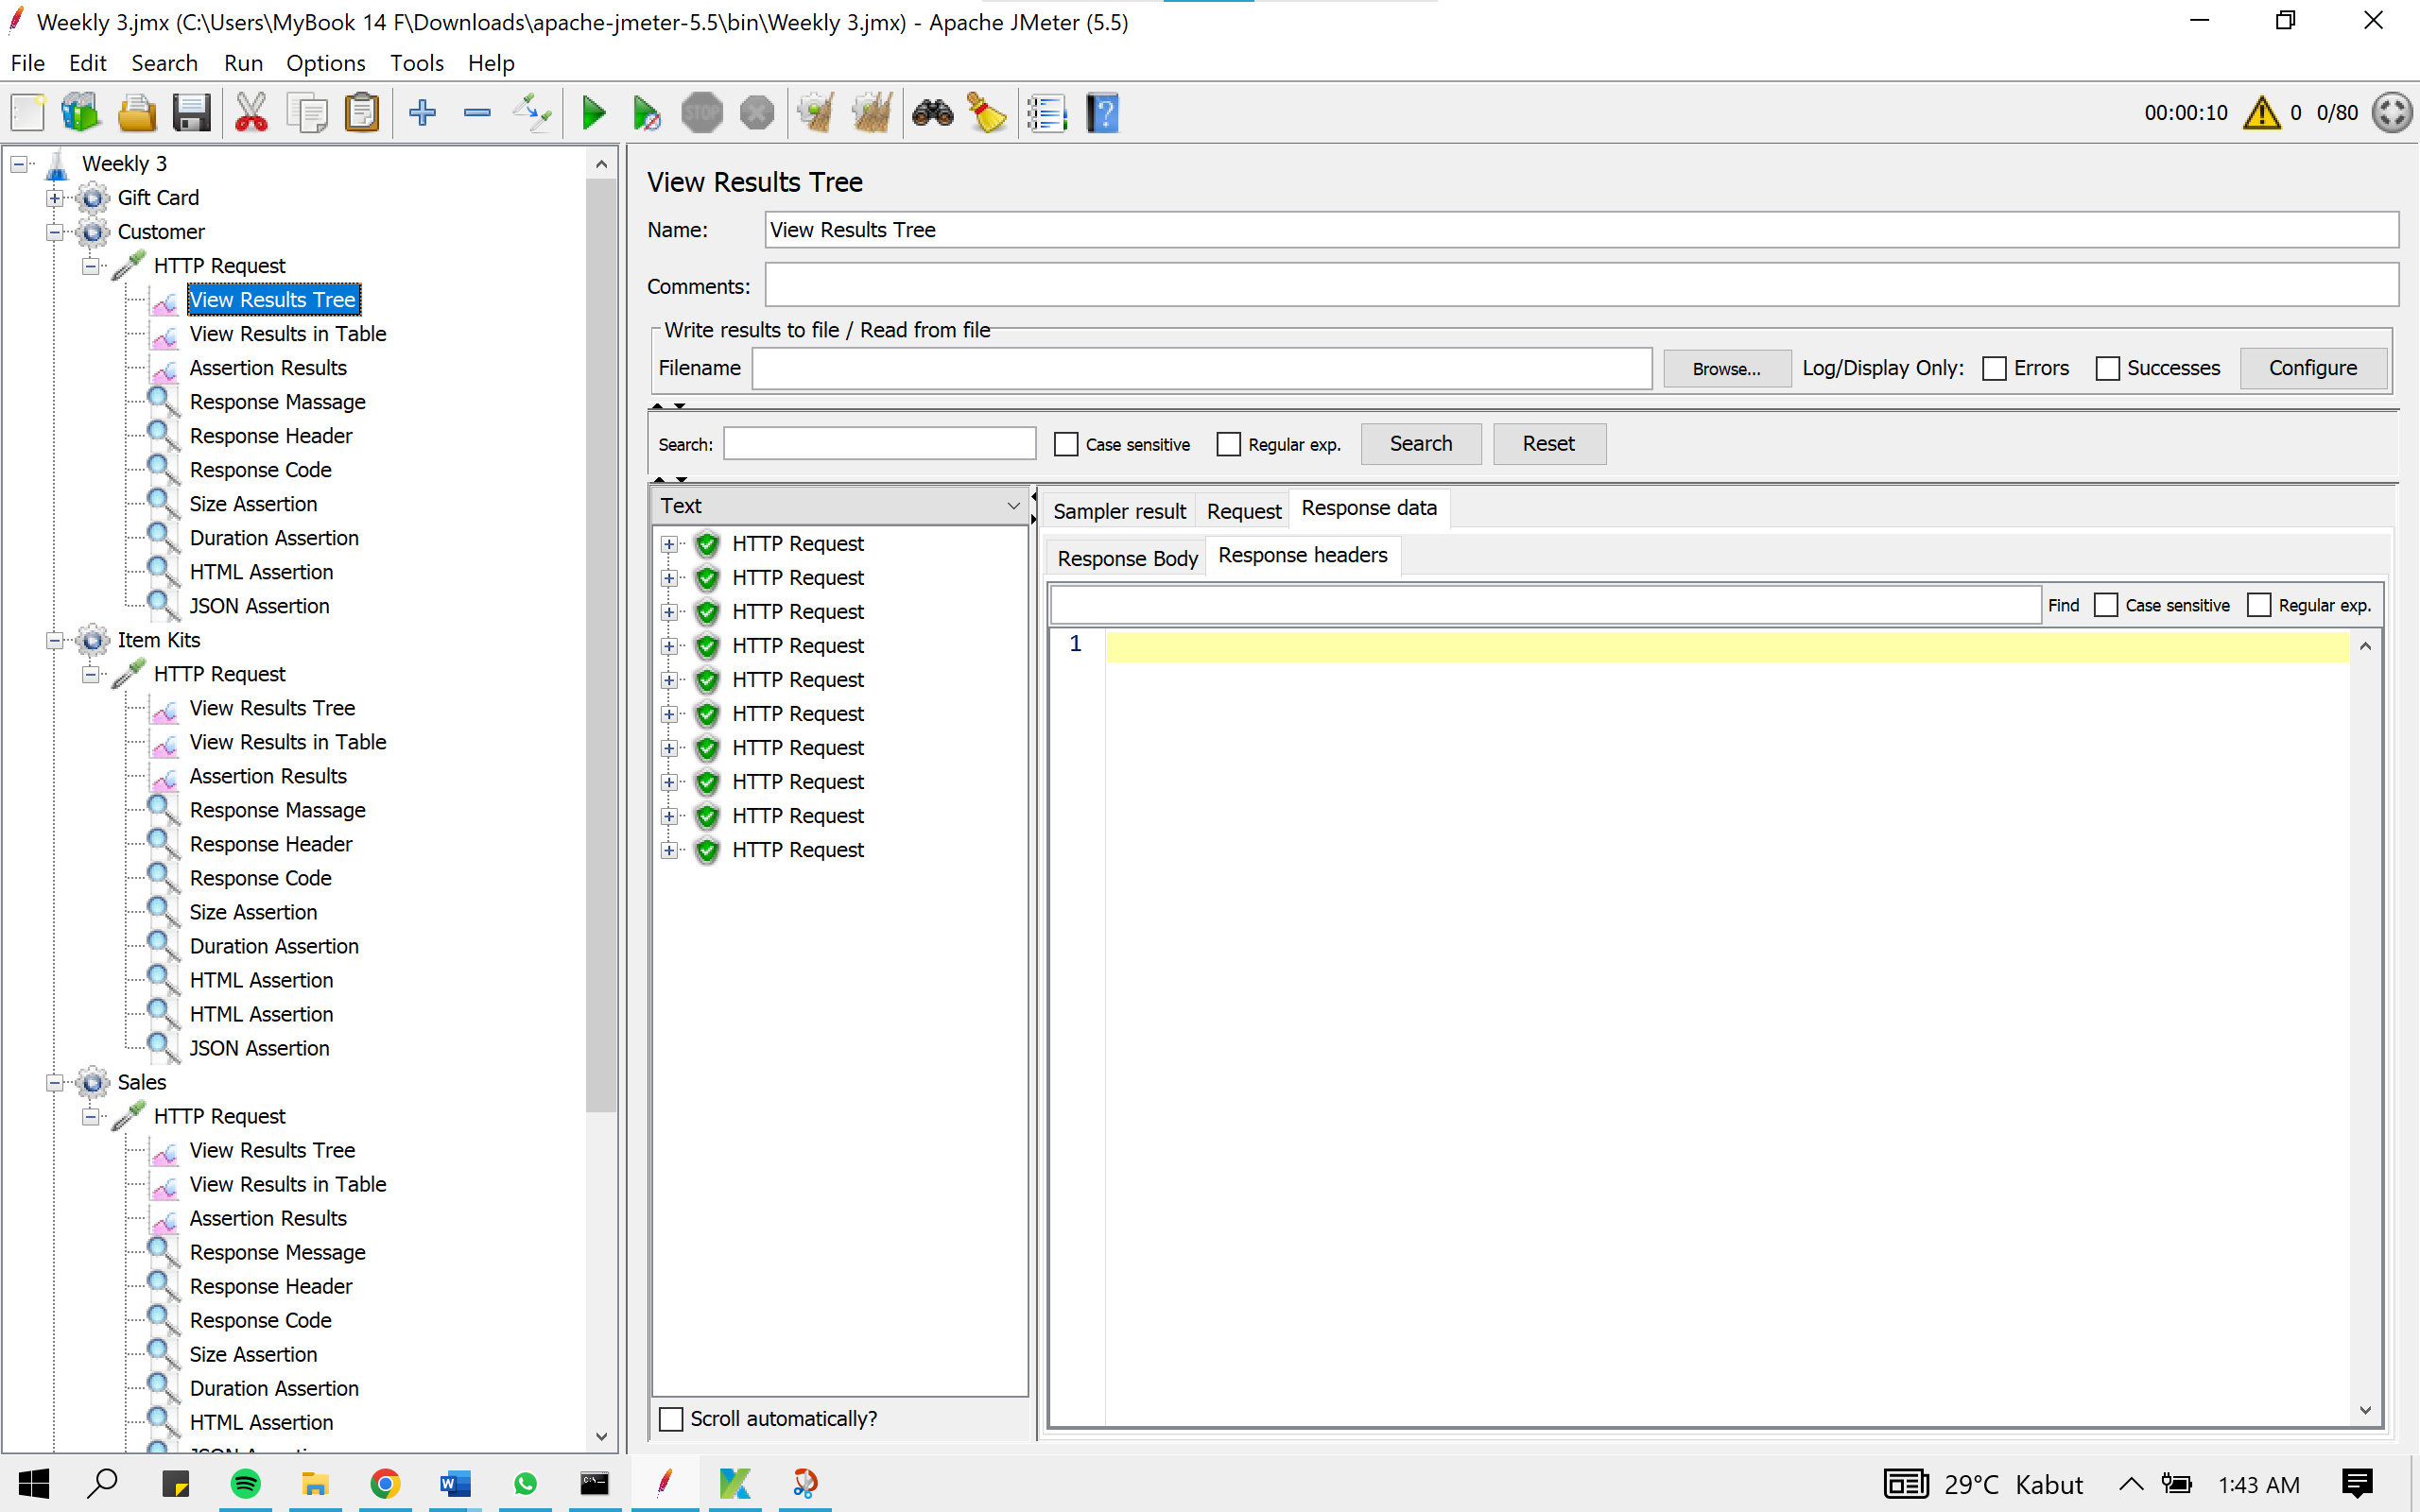 Weekly 3.jmx (C:\Users\MyBook 14 F\Downloads\apache-jmeter-5.5\bin\Weekly 3.jmx) - Apache JMeter (5.5)
File Edit Search Run Options Tools Help
STOP
00:00:10 0 0/80
Weekly 3
Gift Card
Customer
HTTP Request
View Results Tree
View Results in Table
Assertion Results
Response Massage
Response Header
Response Code
Size Assertion
Duration Assertion
HTML Assertion
JSON Assertion
Item Kits
HTTP Request
View Results Tree
View Results in Table
Assertion Results
Response Massage
Response Header
Response Code
Size Assertion
Duration Assertion
HTML Assertion
HTML Assertion
JSON Assertion
Sales
HTTP Request
View Results Tree
View Results in Table
Assertion Results
Response Message
Response Header
Response Code
Size Assertion
Duration Assertion
HTML Assertion
View Results Tree
Name: View Results Tree
Comments:
Write results to file / Read from file
Filename Browse... Log/Display Only: Errors Successes Configure
Search: Case sensitive Regular exp. Search Reset
Text
HTTP Request
HTTP Request
HTTP Request
HTTP Request
HTTP Request
HTTP Request
HTTP Request
HTTP Request
HTTP Request
HTTP Request
Scroll automatically?
Sampler result Request Response data
Response Body Response headers
Find Case sensitive Regular exp.
1
29°C Kabut 1:43 AM